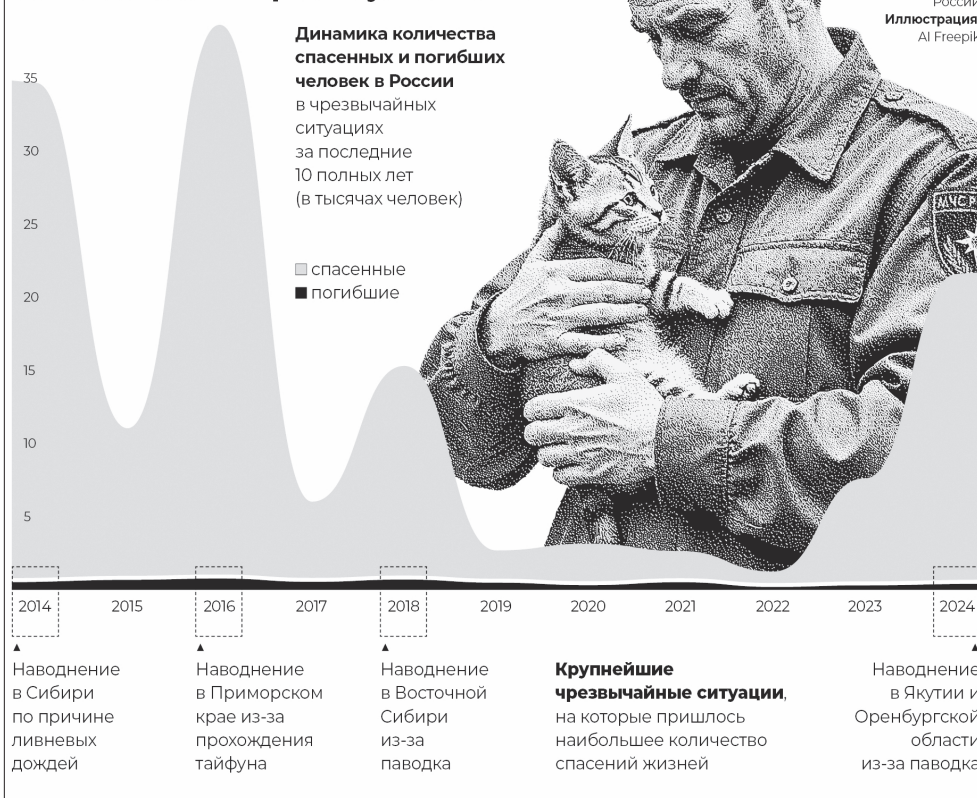 России
Иллюстрация
AI Freepik
Динамика количества
спасенных и погибших
человек в России
в чрезвычайных
ситуациях
за последние
10 полных лет
(в тысячах человек)
спасенные
погибшие
35
30
25
20
15
10
5
МЧС Р
2014
2015
2016
2017
2018
2019
2020
2021
2022
2023
2024
Наводнение
в Сибири
по причине
ливневых
дождей
Наводнение
в Приморском
крае из-за
прохождения
тайфуна
Наводнение
в Восточной
Сибири
из-за
паводка
Крупнейшие
чрезвычайные ситуации,
на которые пришлось
наибольшее количество
спасений жизней
Наводнение
в Якутии и
Оренбургской
области
из-за паводка